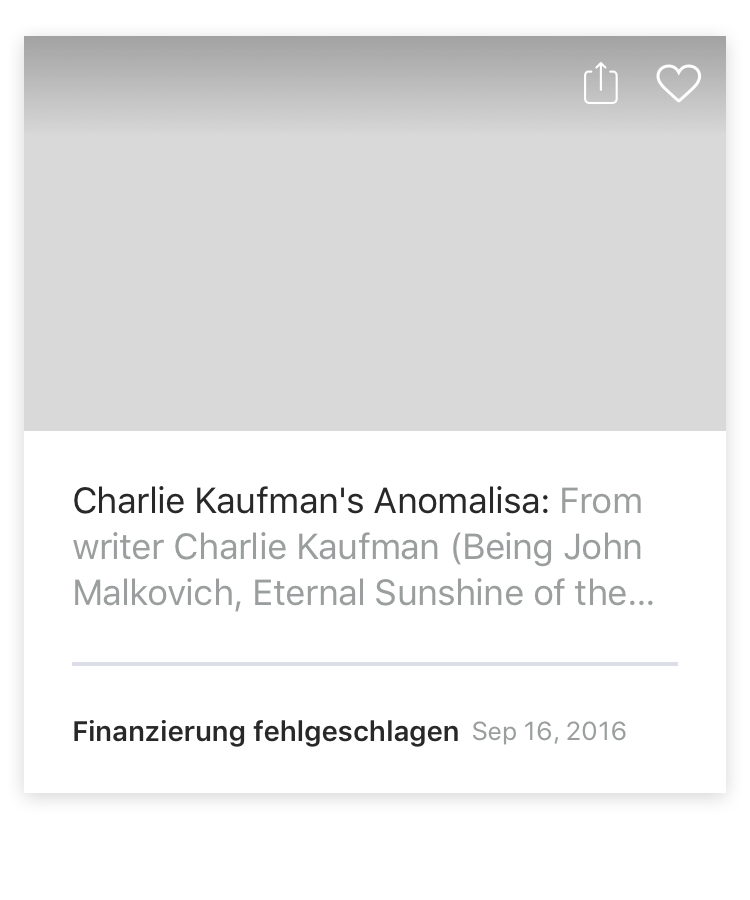 Charlie Kaufman's Anomalisa: From
writer Charlie Kaufman (Being John
Malkovich, Eternal Sunshine of the...
Finanzierung fehlgeschlagen Sep 16, 2016